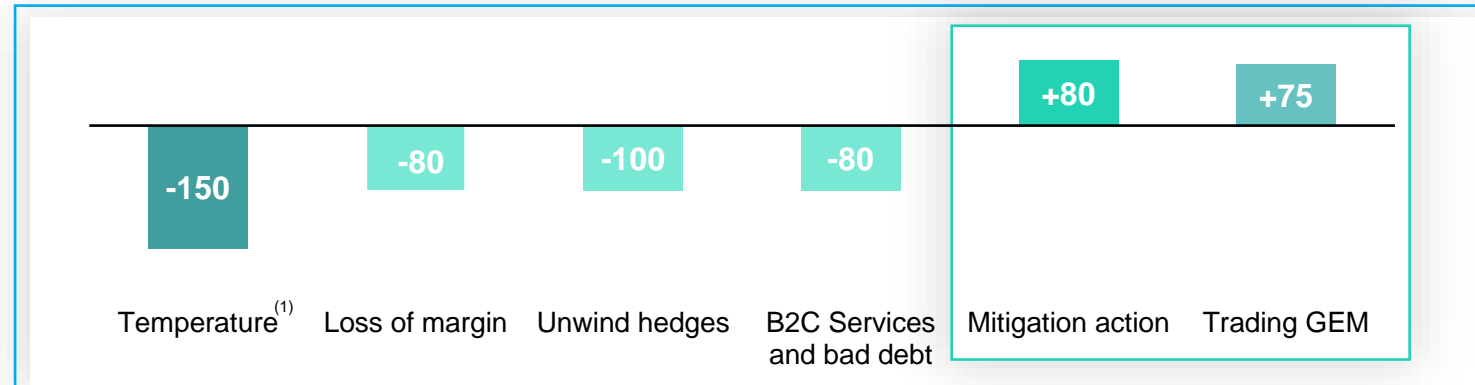 +80
+75
-80
-100
-80
-150
Temperature(1)
Loss of margin
Unwind hedges
B2C Services
and bad debt
Mitigation action
Trading GEM